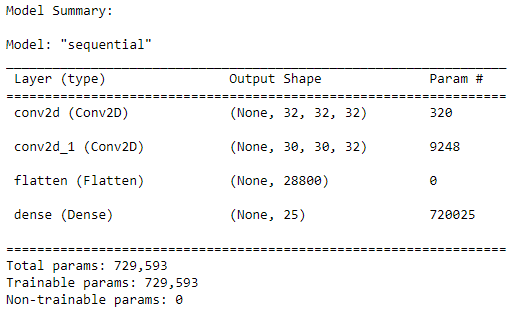 Model Summary:
Model: "sequential"
_________________________________________________________________
Layer (type) Output Shape Param #
=================================================================
conv2d (Conv2D) (None, 32, 32, 32) 320
conv2d_1 (Conv2D) (None, 30, 30, 32) 9248
flatten (Flatten) (None, 28800) 0
dense (Dense) (None, 25) 720025
=================================================================
Total params: 729,593
Trainable params: 729,593
Non-trainable params: 0